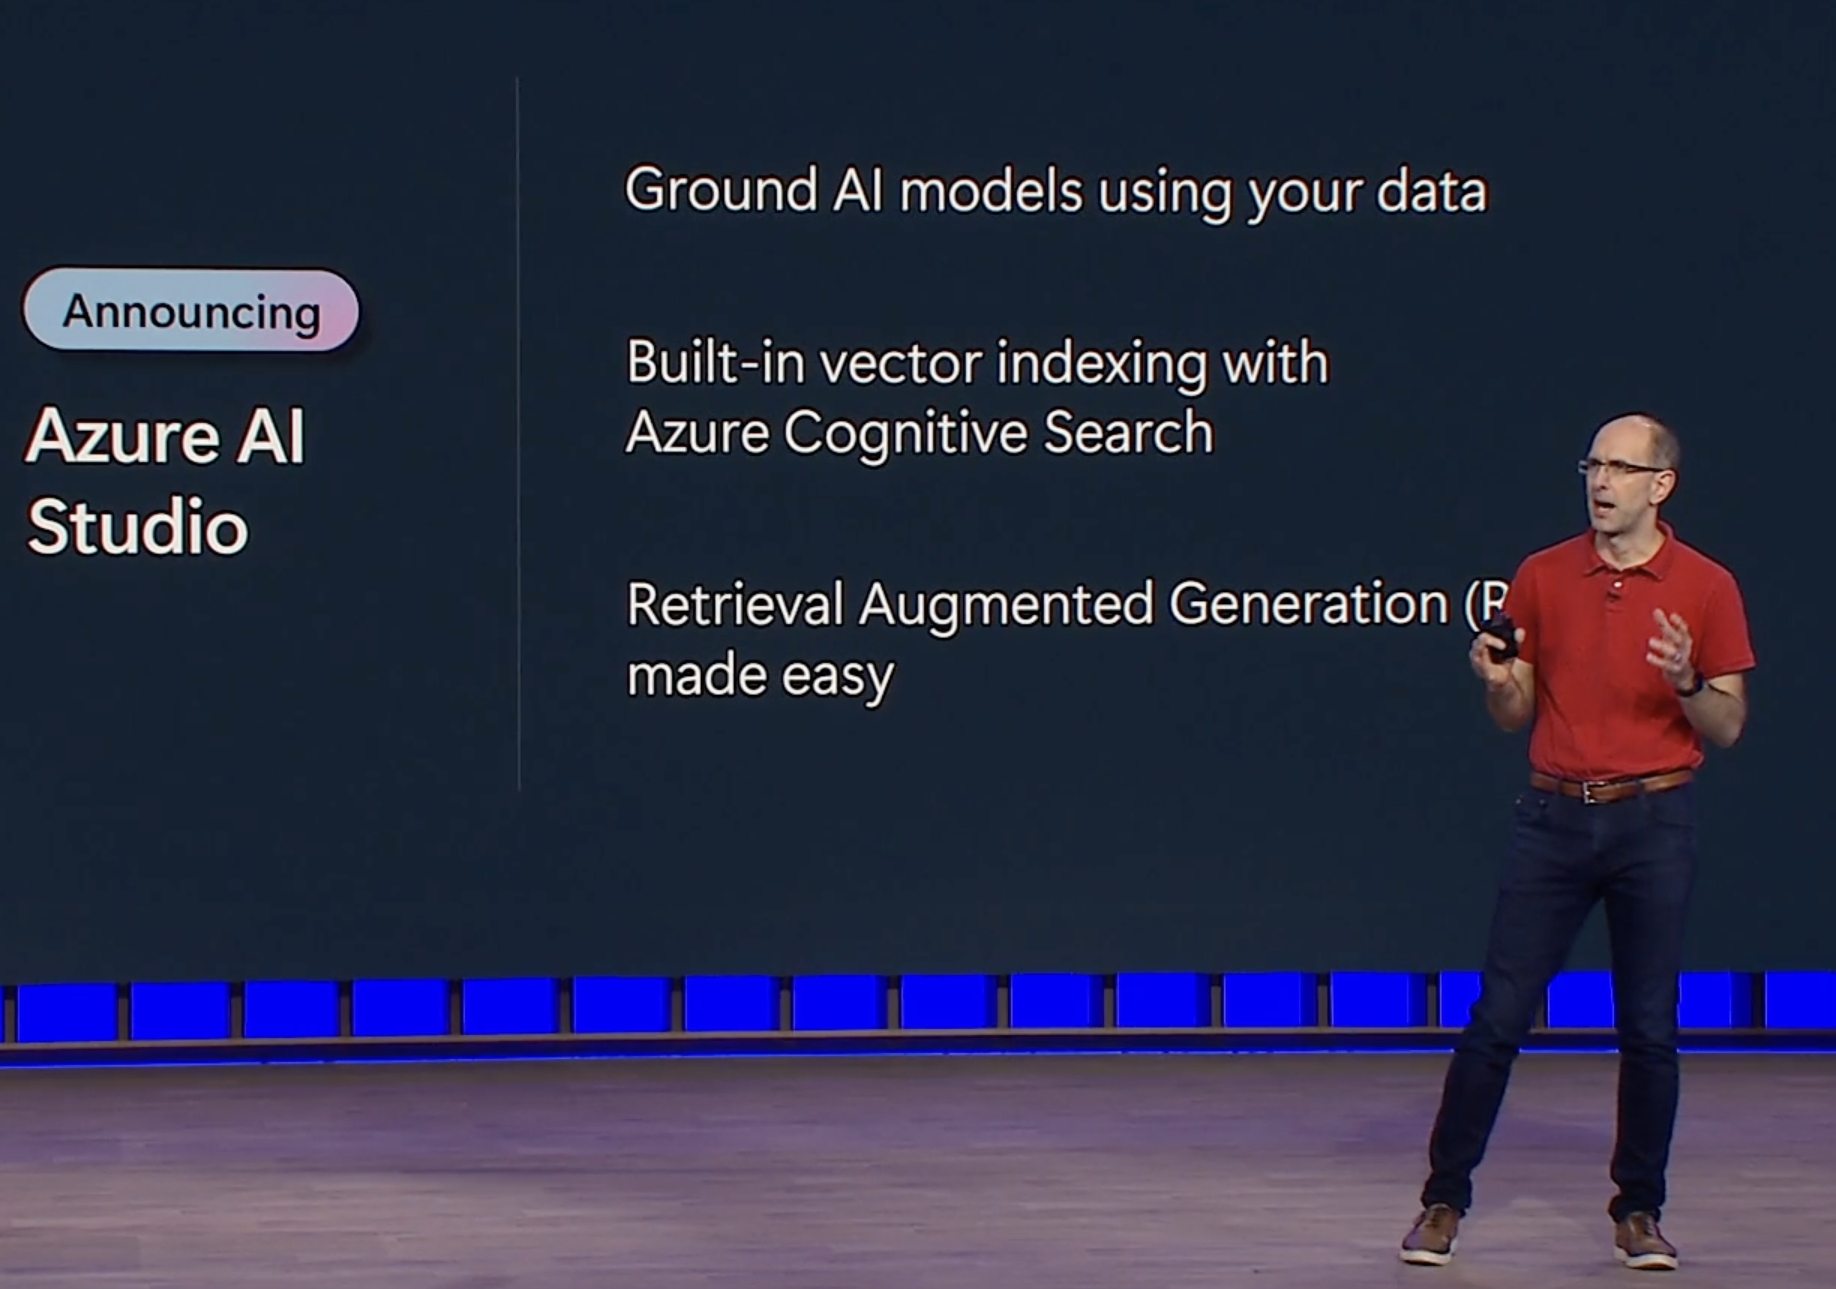 Announcing
Azure AI
Studio
Ground AI models using your data
Built-in vector indexing with
Azure Cognitive Search
Retrieval Augmented Generation (R
made easy